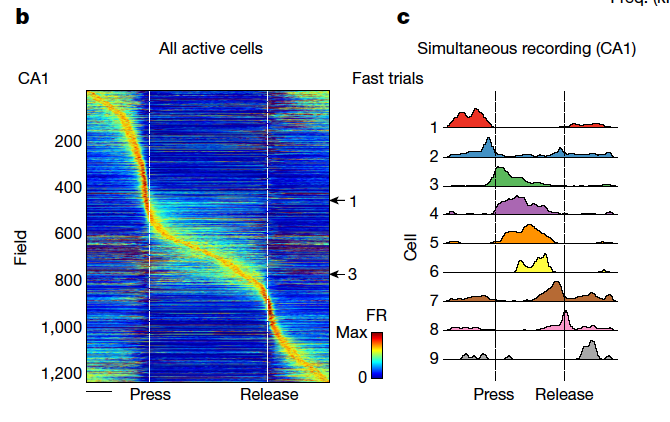 Freq. (k
b
c
All active cells
Simultaneous recording (CA1)
CA1
Fast trials
200
400
600
800
1,000
1,200
Field
1
3
FR
Max
0
Press
Release
Cell
1
2
3
4
5
6
7
8
9
Press
Release